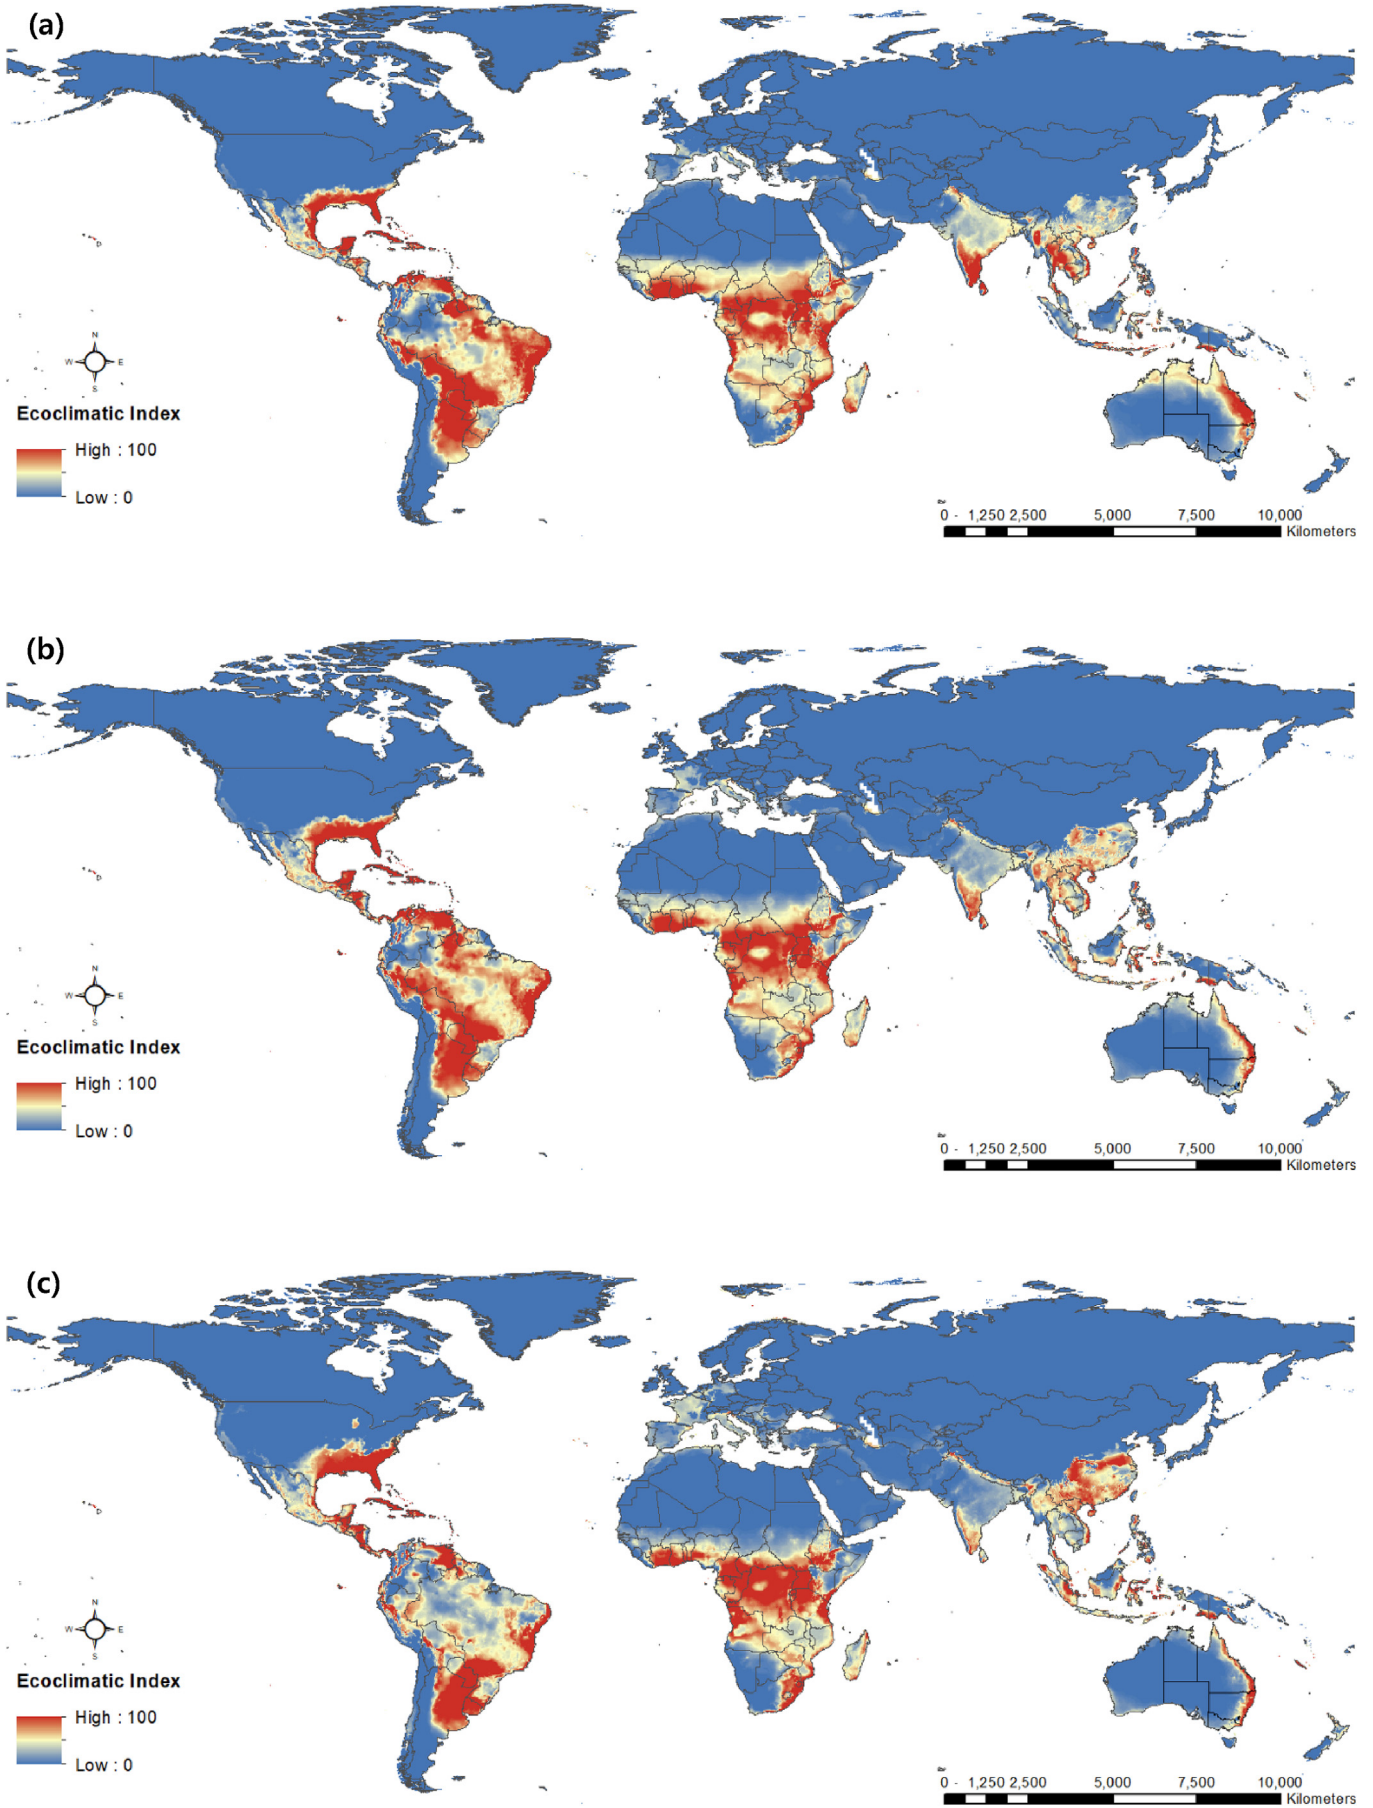 (a)
N
W E
S
Ecoclimatic Index
High : 100
Low : 0
0 - 1,250 2,500 5,000 7,500 10,000
Kilometers
(b)
N
W E
S
Ecoclimatic Index
High : 100
Low : 0
0 - 1,250 2,500 5,000 7,500 10,000
Kilometers
(c)
N
W E
S
Ecoclimatic Index
High : 100
Low : 0
0 - 1,250 2,500 5,000 7,500 10,000
Kilometers